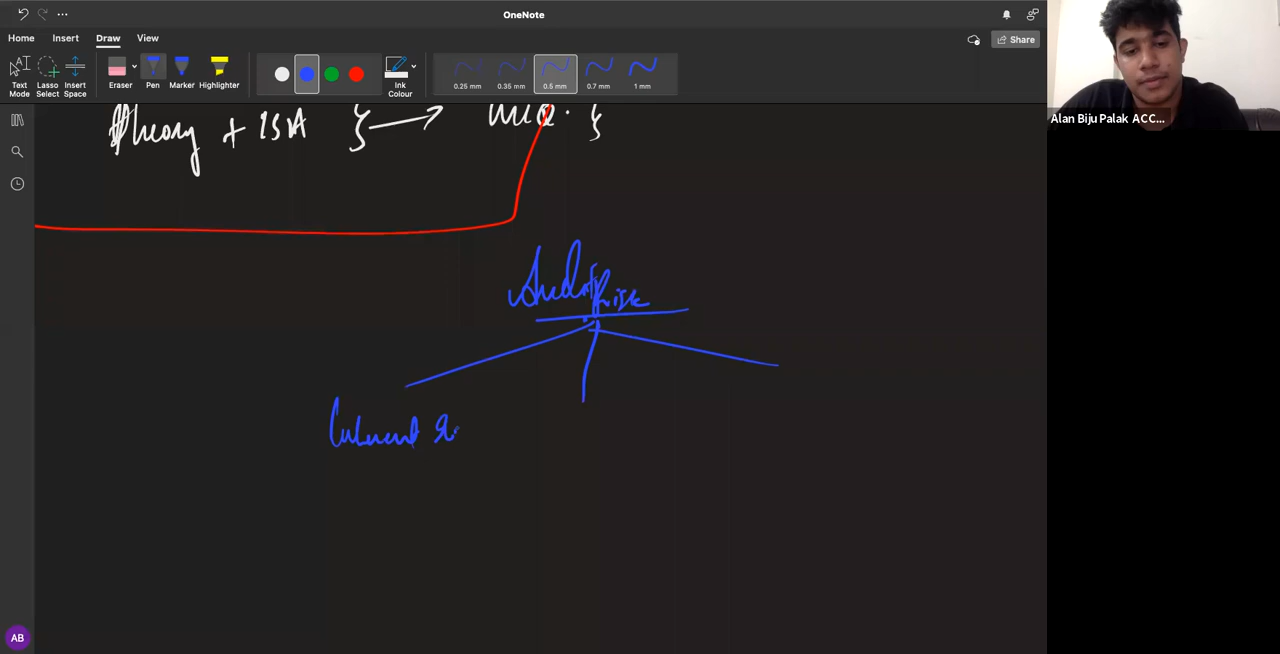 OneNote
Home Insert Draw View
Share
Text Mode
Lasso Select
Insert Space
Eraser
Pen
Marker
Highlighter
Ink Colour
0.25 mm
0.35 mm
0.5 mm
0.7 mm
1 mm
Alan Biju Palak ACC...
Theory + ISA } → MCQ. }
Audit Risk
Inherent
AB